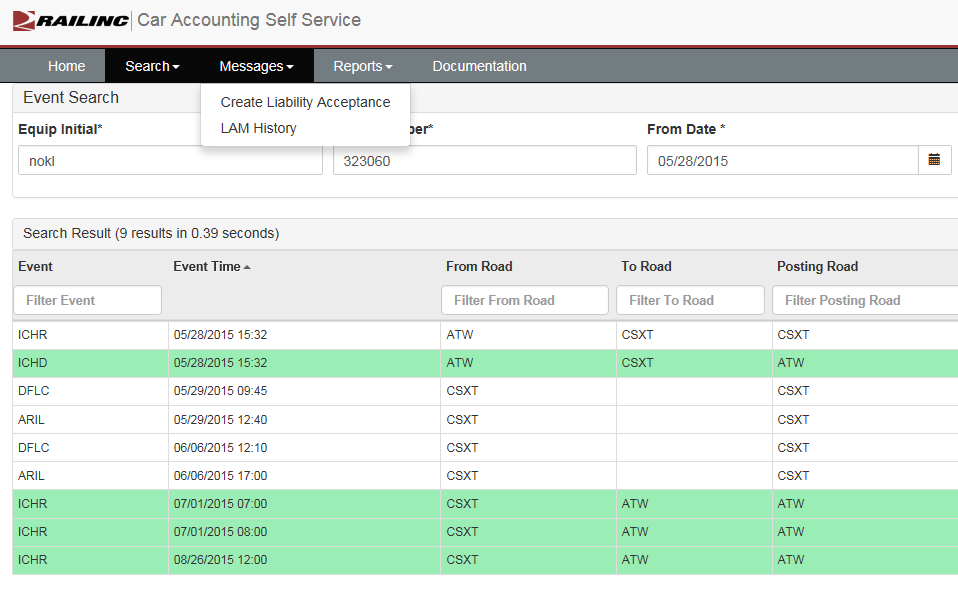 RAILINC Car Accounting Self Service
Home Search Messages Reports Documentation
Event Search
Create Liability Acceptance
LAM History
Equip Initial* ber* From Date *
nokl 323060 05/28/2015
Search Result (9 results in 0.39 seconds)
Event Event Time From Road To Road Posting Road
Filter Event Filter From Road Filter To Road Filter Posting Road
ICHR 05/28/2015 15:32 ATW CSXT CSXT
ICHD 05/28/2015 15:32 ATW CSXT ATW
DFLC 05/29/2015 09:45 CSXT CSXT
ARIL 05/29/2015 12:40 CSXT CSXT
DFLC 06/06/2015 12:10 CSXT CSXT
ARIL 06/06/2015 17:00 CSXT CSXT
ICHR 07/01/2015 07:00 CSXT ATW ATW
ICHR 07/01/2015 08:00 CSXT ATW ATW
ICHR 08/26/2015 12:00 CSXT ATW ATW